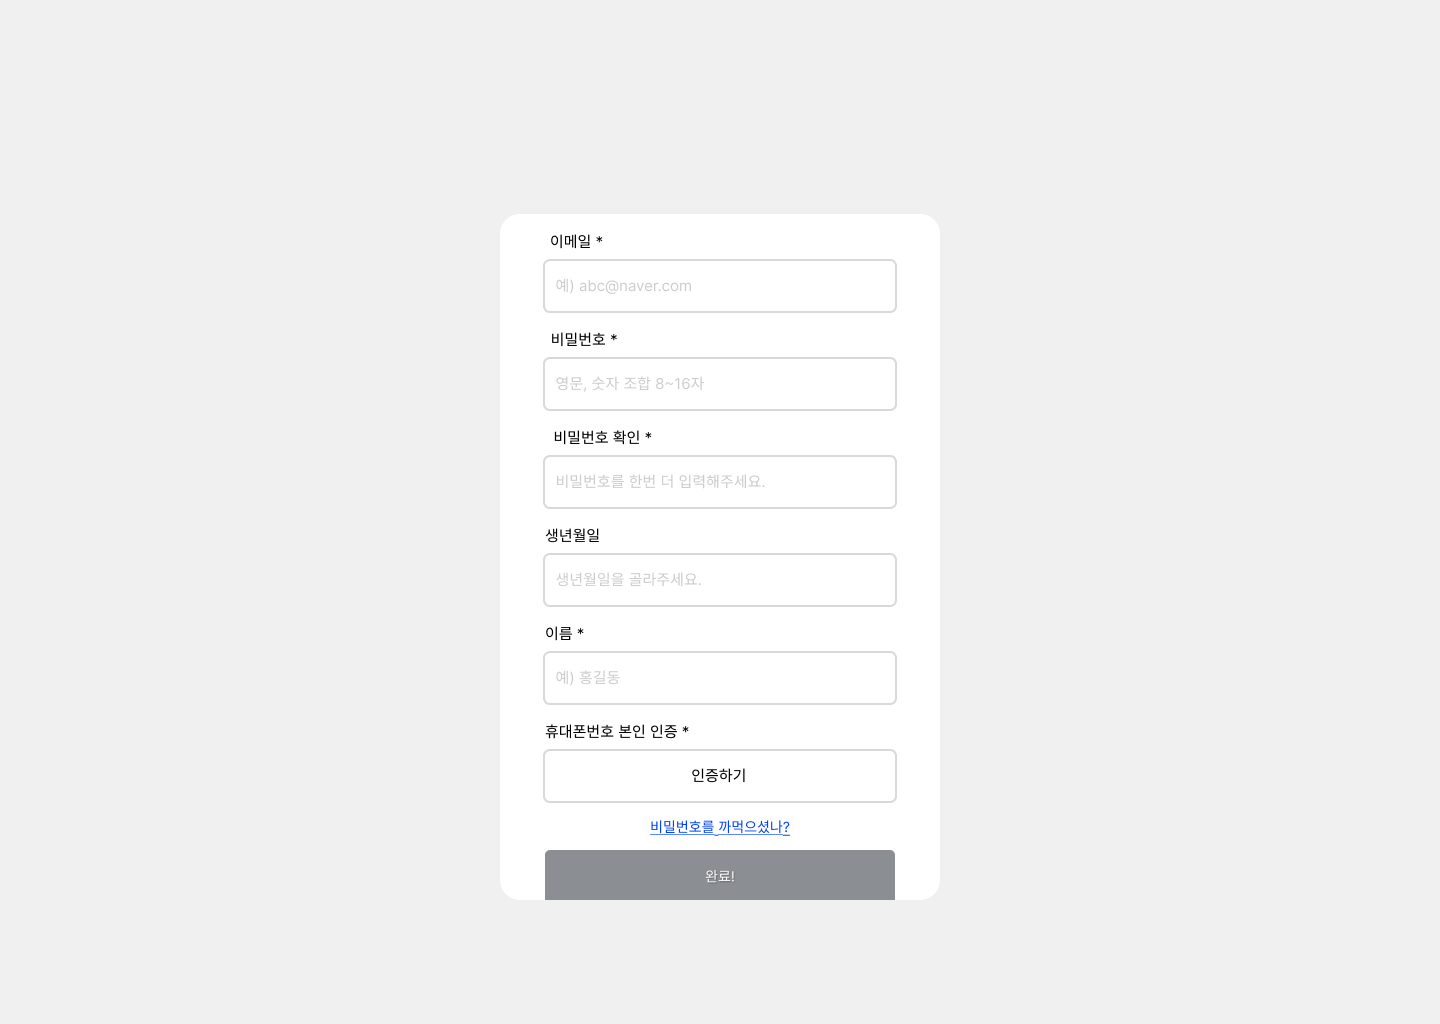 이메일 *
예) abc@naver.com
비밀번호 *
영문, 숫자 조합 8~16자
비밀번호 확인 *
비밀번호를 한번 더 입력해주세요.
생년월일
생년월일을 골라주세요.
이름 *
예) 홍길동
휴대폰번호 본인 인증 *
인증하기
비밀번호를 까먹으셨나?
완료!